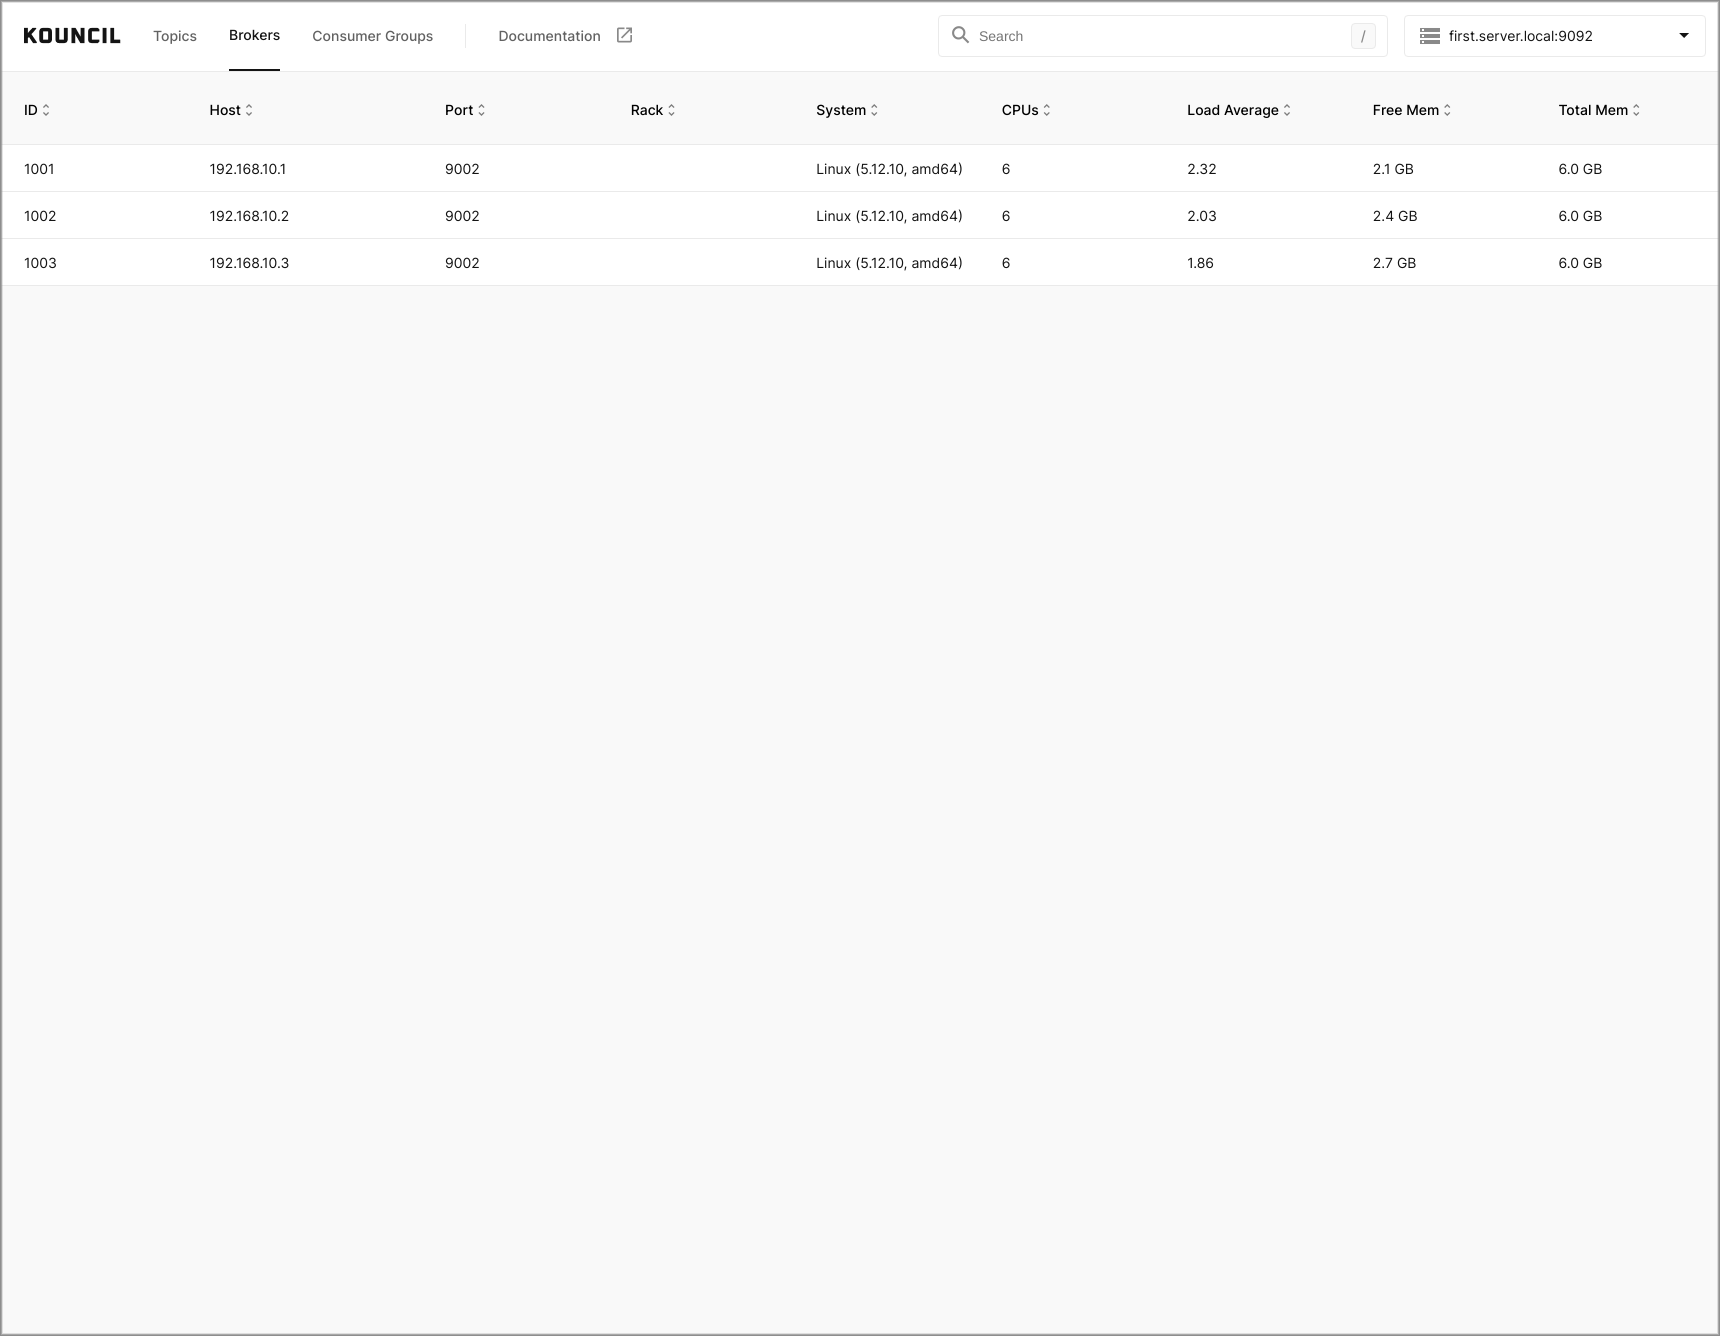 KOUNCIL Topics Brokers Consumer Groups Documentation Search / first.server.local:9092
ID Host Port Rack System CPUs Load Average Free Mem Total Mem
1001 192.168.10.1 9002 Linux (5.12.10, amd64) 6 2.32 2.1 GB 6.0 GB
1002 192.168.10.2 9002 Linux (5.12.10, amd64) 6 2.03 2.4 GB 6.0 GB
1003 192.168.10.3 9002 Linux (5.12.10, amd64) 6 1.86 2.7 GB 6.0 GB